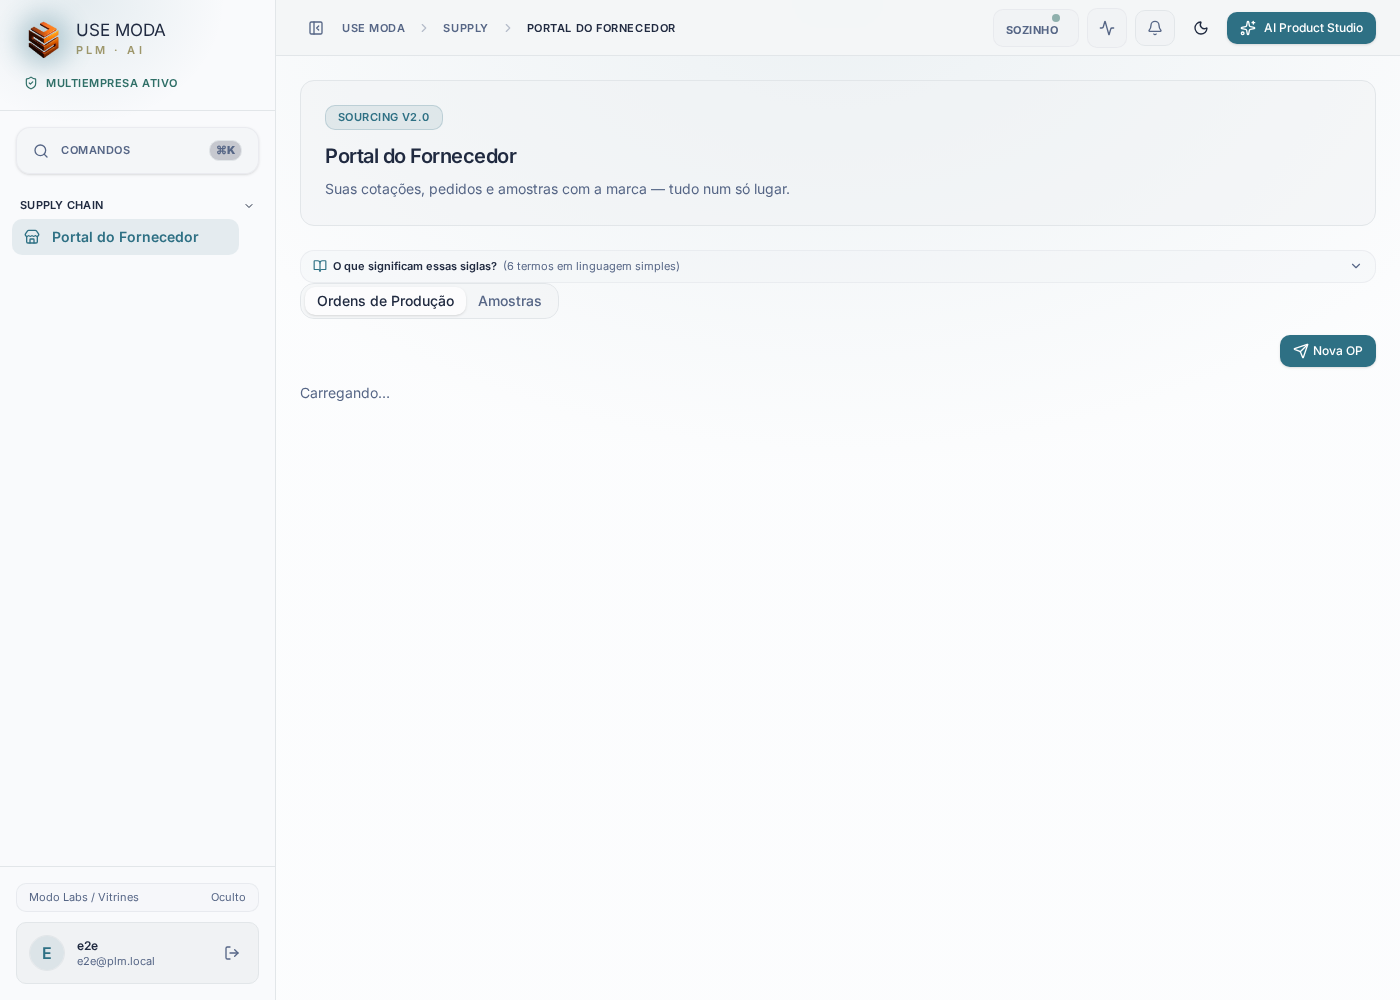 USE MODA
PLM · AI
MULTIEMPRESA ATIVO
COMANDOS
⌘K
SUPPLY CHAIN
Portal do Fornecedor
Modo Labs / Vitrines
Oculto
E
e2e
e2e@plm.local
USE MODA
SUPPLY
PORTAL DO FORNECEDOR
SOZINHO
AI Product Studio
SOURCING V2.0
Portal do Fornecedor
Suas cotações, pedidos e amostras com a marca — tudo num só lugar.
O que significam essas siglas? (6 termos em linguagem simples)
Ordens de Produção
Amostras
Nova OP
Carregando...